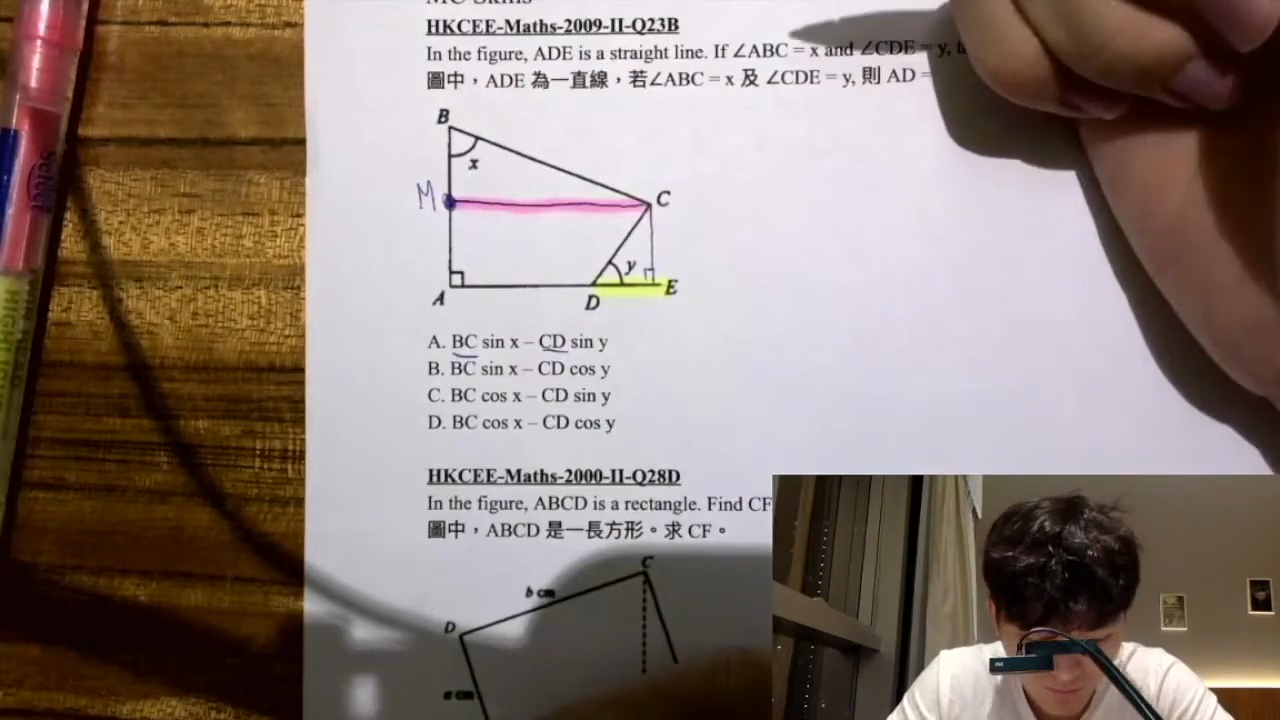 HKCEE-Maths-2009-II-Q23B
In the figure, ADE is a straight line. If ∠ABC = x and ∠CDE = y,
圖中，ADE 為一直線，若∠ABC = x 及 ∠CDE = y, 則 AD =
B
x
M
C
y
A
D
E
A. BC sin x – CD sin y
B. BC sin x – CD cos y
C. BC cos x – CD sin y
D. BC cos x – CD cos y
HKCEE-Maths-2000-II-Q28D
In the figure, ABCD is a rectangle. Find CF
圖中，ABCD 是一長方形。求 CF。
C
b cm
D
a cm